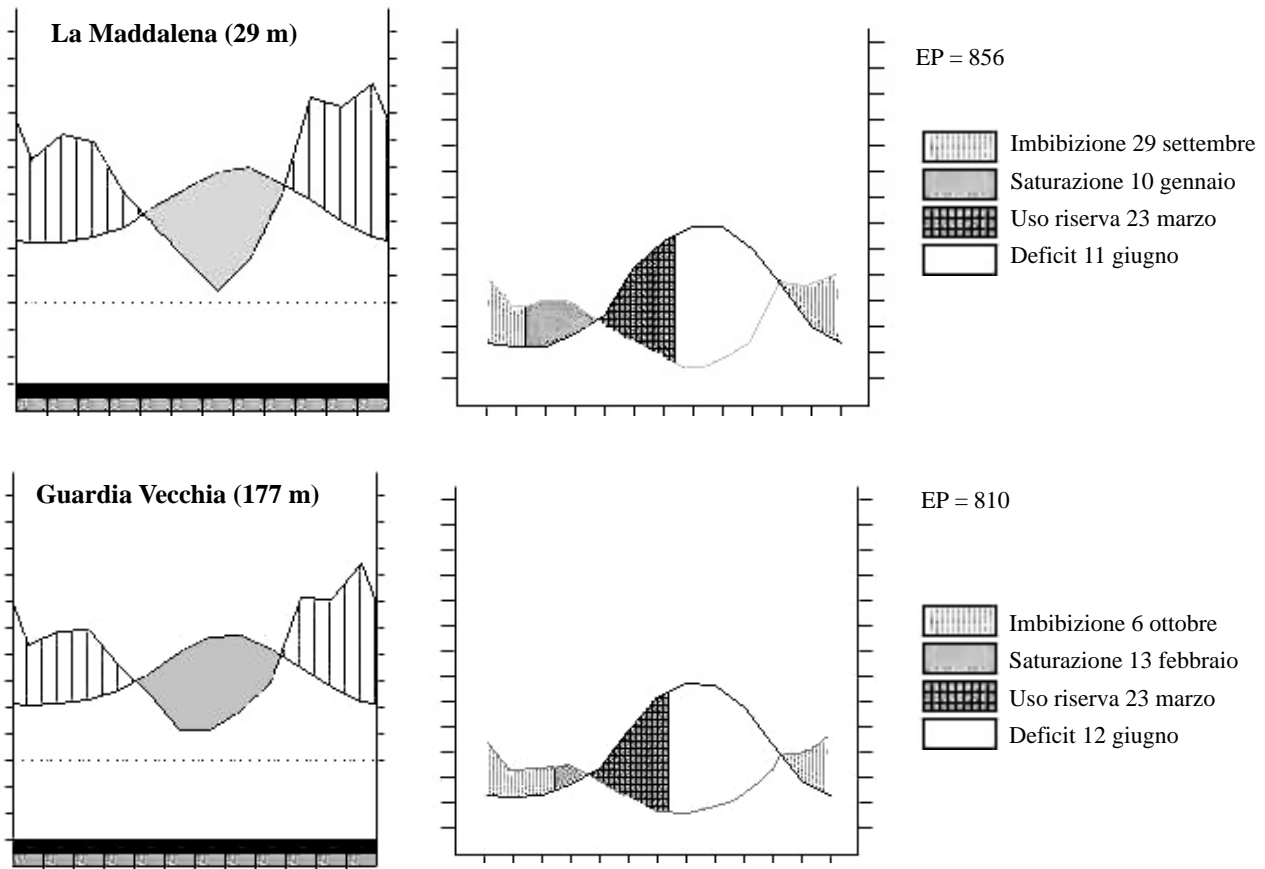 La Maddalena (29 m)
EP = 856
Imbibizione 29 settembre
Saturazione 10 gennaio
Uso riserva 23 marzo
Deficit 11 giugno
Guardia Vecchia (177 m)
EP = 810
Imbibizione 6 ottobre
Saturazione 13 febbraio
Uso riserva 23 marzo
Deficit 12 giugno